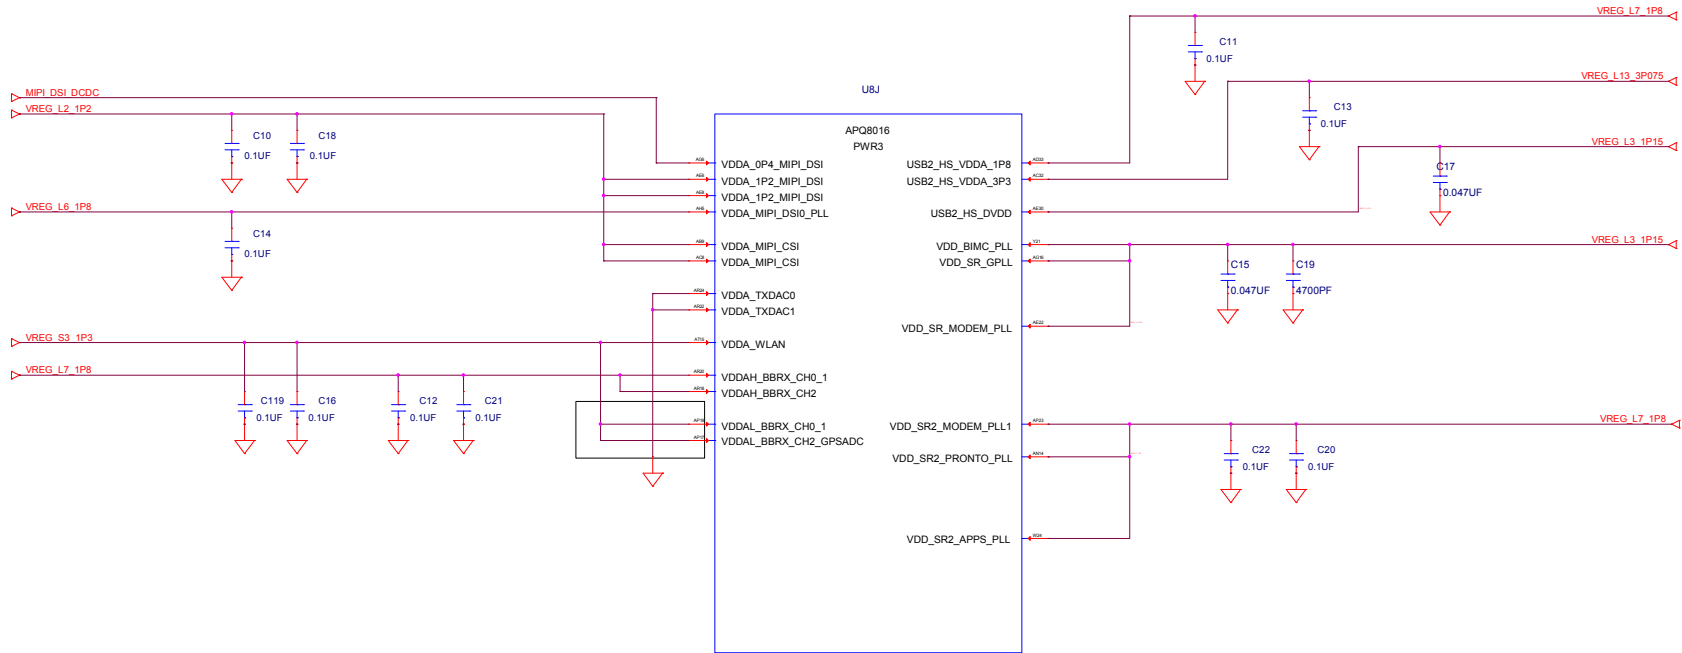 VREG_L7_1P8
C11
0.1UF
VREG_L13_3P075
C13
0.1UF
U8J
MIPI_DSI_DCDC
VREG_L2_1P2
C10
0.1UF
C18
0.1UF
APQ8016
PWR3
VREG_L3_1P15
C17
0.047UF
VDDA_0P4_MIPI_DSI
VDDA_1P2_MIPI_DSI
VDDA_1P2_MIPI_DSI
VDDA_MIPI_DSI0_PLL
VDDA_MIPI_CSI
VDDA_MIPI_CSI
VDDA_TXDAC0
VDDA_TXDAC1
VDDA_WLAN
VDDAH_BBRX_CH0_1
VDDAH_BBRX_CH2
VDDAL_BBRX_CH0_1
VDDAL_BBRX_CH2_GPSADC
USB2_HS_VDDA_1P8
USB2_HS_VDDA_3P3
USB2_HS_DVDD
VDD_BIMC_PLL
VDD_SR_GPLL
VDD_SR_MODEM_PLL
VDD_SR2_MODEM_PLL1
VDD_SR2_PRONTO_PLL
VDD_SR2_APPS_PLL
VREG_L6_1P8
C14
0.1UF
VREG_L3_1P15
C15
0.047UF
C19
4700PF
VREG_S3_1P3
VREG_L7_1P8
C119
0.1UF
C16
0.1UF
C12
0.1UF
C21
0.1UF
VREG_L7_1P8
C22
0.1UF
C20
0.1UF